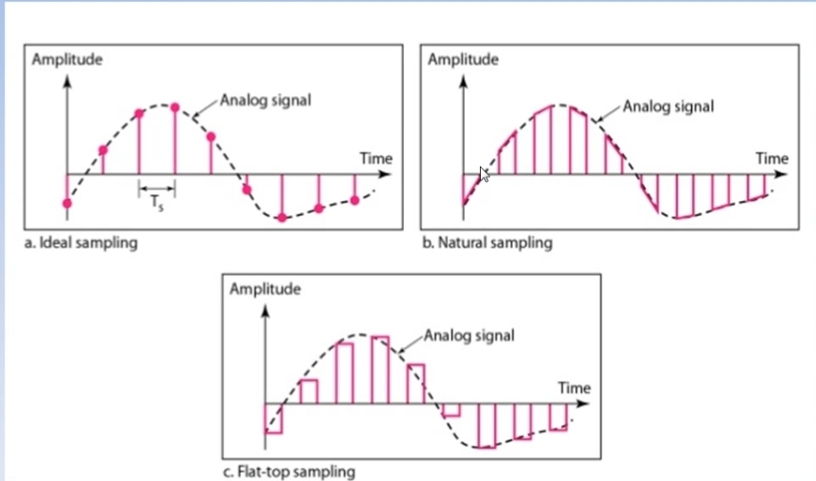 Amplitude
Analog signal
Time
Ts
a. Ideal sampling
Amplitude
Analog signal
Time
b. Natural sampling
Amplitude
Analog signal
Time
c. Flat-top sampling